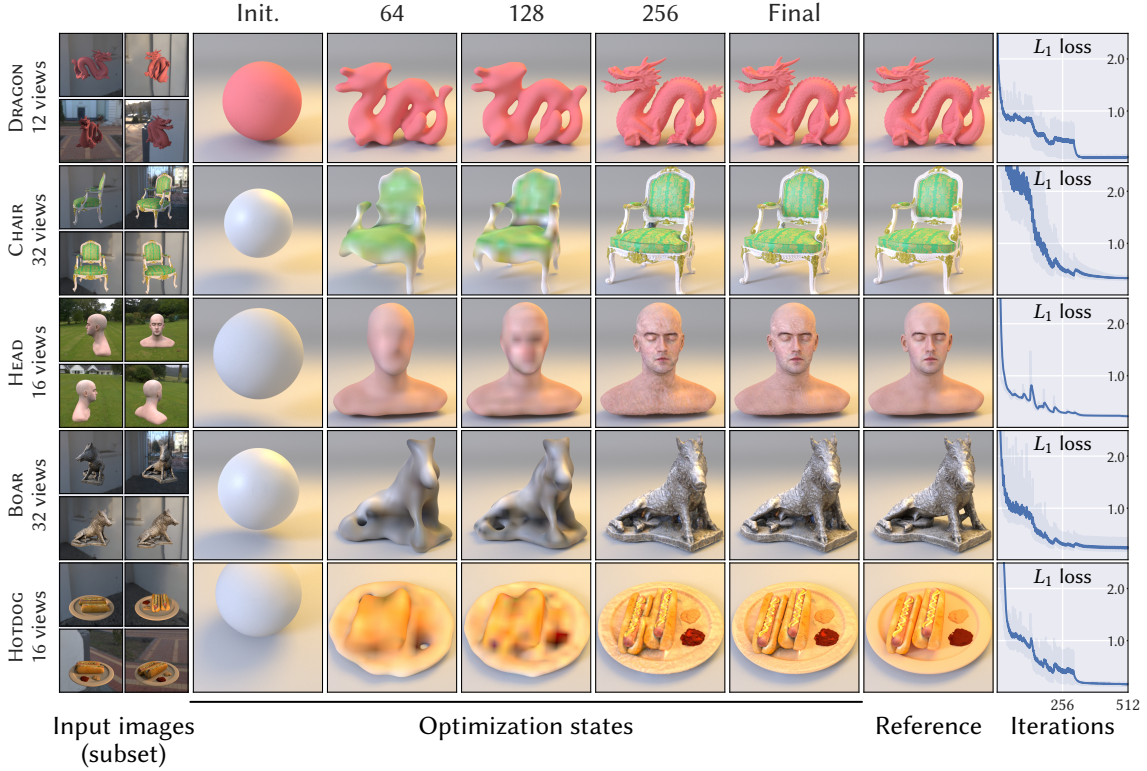 Init.
64
128
256
Final
DRAGON
12 views
L1 loss
2.0
1.0
CHAIR
32 views
L1 loss
2.0
1.0
HEAD
16 views
L1 loss
2.0
1.0
BOAR
32 views
L1 loss
2.0
1.0
HOTDOG
16 views
L1 loss
2.0
1.0
256
512
Input images
(subset)
Optimization states
Reference
Iterations